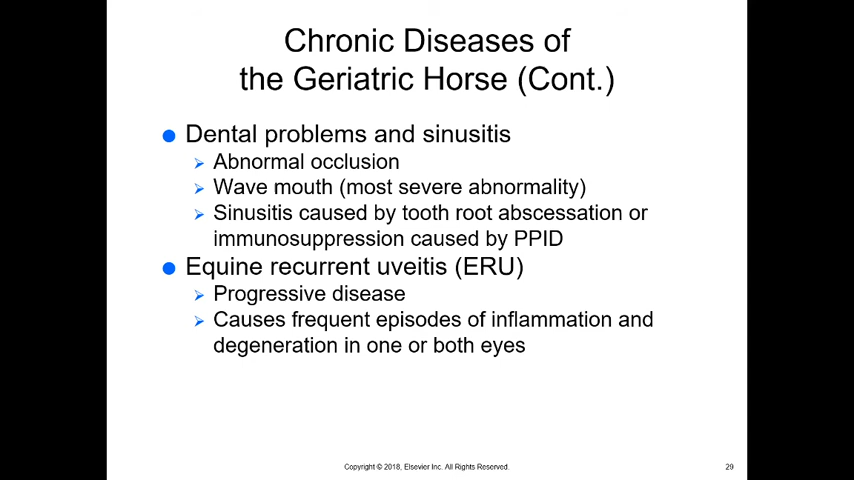 Chronic Diseases of
the Geriatric Horse (Cont.)
Dental problems and sinusitis
Abnormal occlusion
Wave mouth (most severe abnormality)
Sinusitis caused by tooth root abscessation or
immunosuppression caused by PPID
Equine recurrent uveitis (ERU)
Progressive disease
Causes frequent episodes of inflammation and
degeneration in one or both eyes
Copyright © 2018, Elsevier Inc. All Rights Reserved.
29